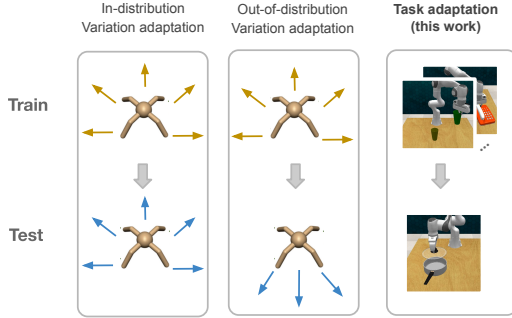 In-distribution
Variation adaptation
Out-of-distribution
Variation adaptation
Task adaptation
(this work)
Train
Test